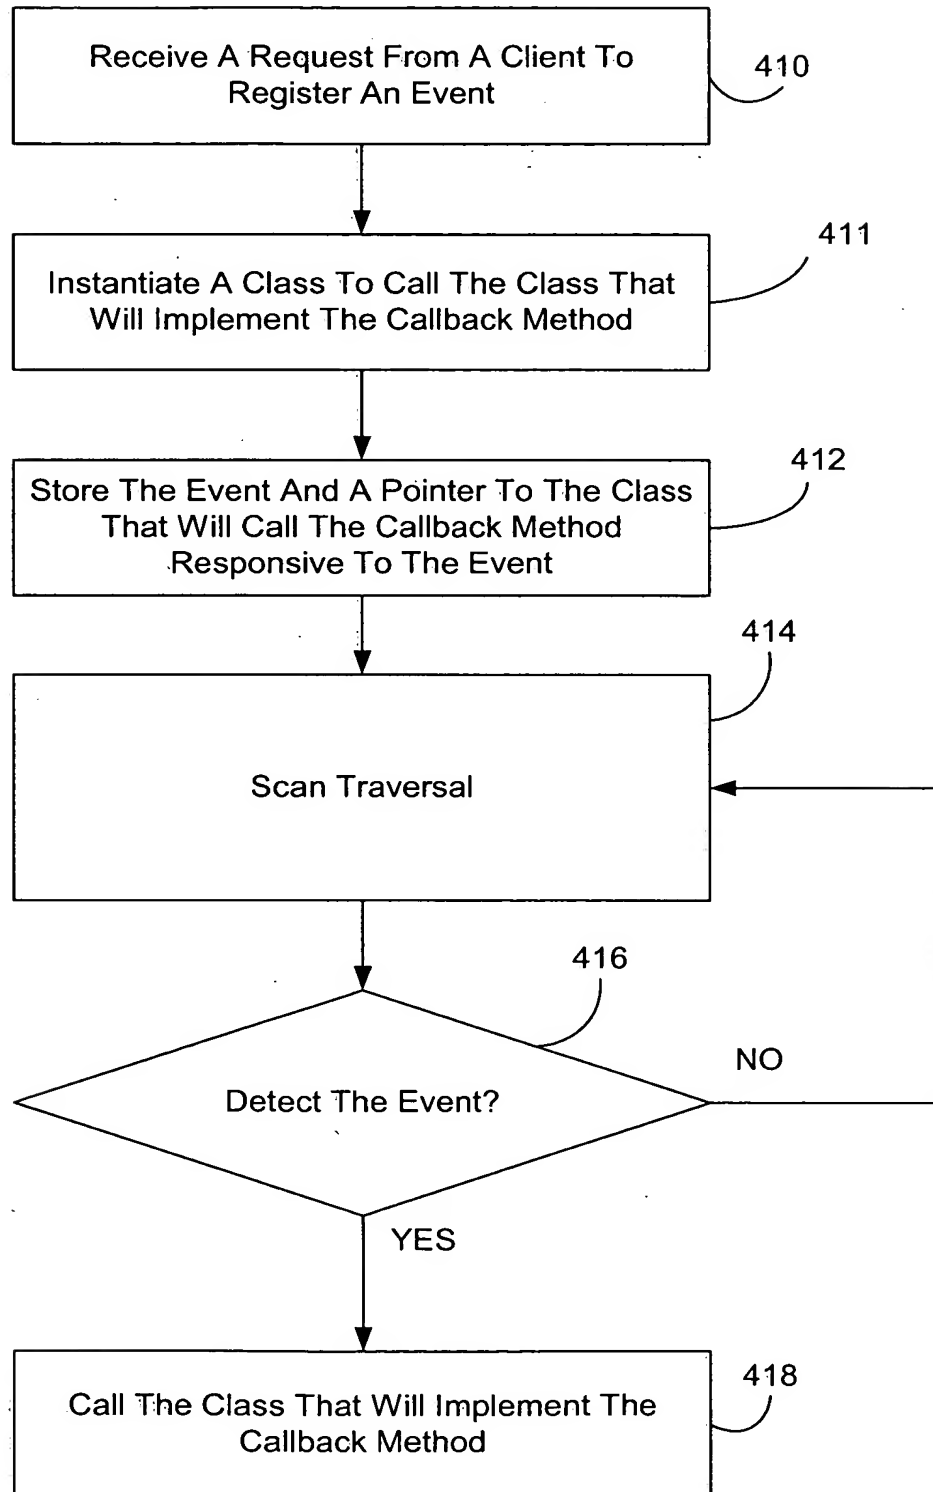 Receive A Request From A Client To
Register An Event
410
411
Instantiate A Class To Call The Class That
Will Implement The Callback Method
412
Store The Event And A Pointer To The Class
That Will Call The Callback Method
Responsive To The Event
414
Scan Traversal
416
NO
Detect The Event?
YES
418
Call The Class That Will Implement The
Callback Method